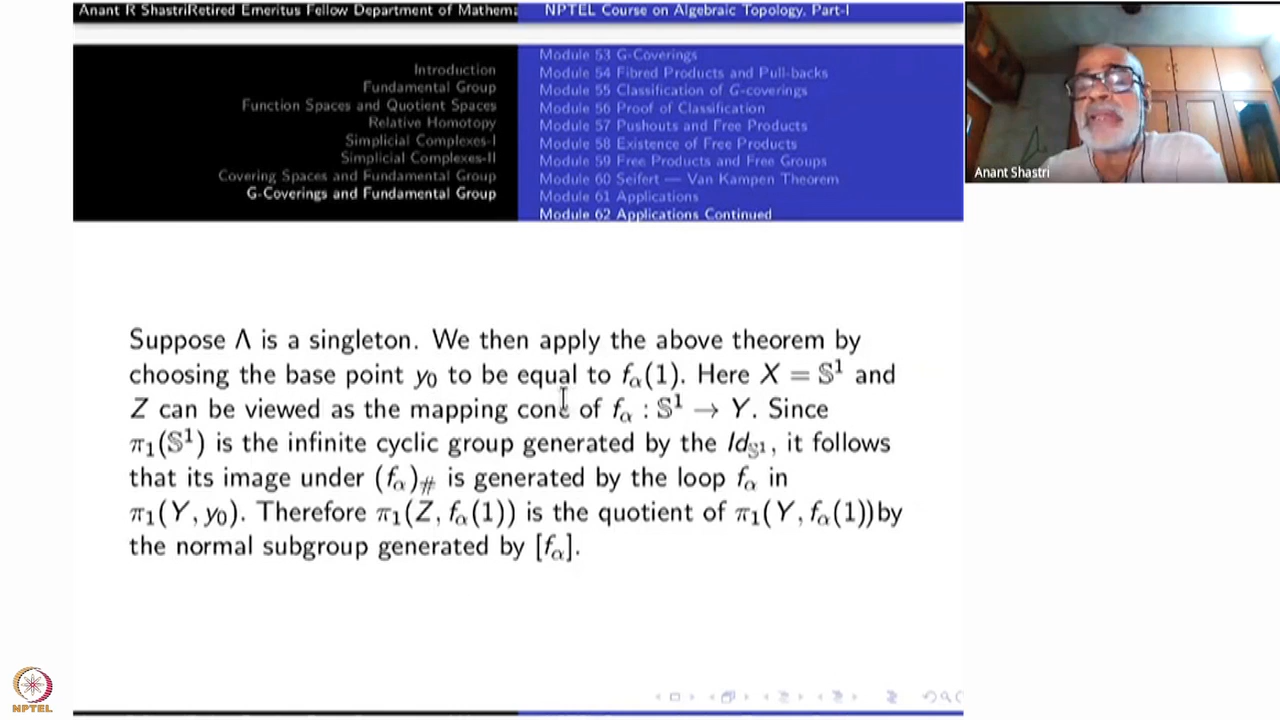 Anant R ShastriRetired Emeritus Fellow Department of Mathema
NPTEL Course on Algebraic Topology, Part-I
Introduction
Fundamental Group
Function Spaces and Quotient Spaces
Relative Homotopy
Simplicial Complexes-I
Simplicial Complexes-II
Covering Spaces and Fundamental Group
G-Coverings and Fundamental Group
Module 53 G-Coverings
Module 54 Fibred Products and Pull-backs
Module 55 Classification of G-coverings
Module 56 Proof of Classification
Module 57 Pushouts and Free Products
Module 58 Existence of Free Products
Module 59 Free Products and Free Groups
Module 60 Seifert — Van Kampen Theorem
Module 61 Applications
Module 62 Applications Continued
Anant Shastri
Suppose Λ is a singleton. We then apply the above theorem by
choosing the base point y₀ to be equal to f_α(1). Here X = 𝕊¹ and
Z can be viewed as the mapping cone of f_α : 𝕊¹ → Y. Since
π₁(𝕊¹) is the infinite cyclic group generated by the Id_𝕊¹, it follows
that its image under (f_α)_# is generated by the loop f_α in
π₁(Y, y₀). Therefore π₁(Z, f_α(1)) is the quotient of π₁(Y, f_α(1))by
the normal subgroup generated by [f_α].
NPTEL